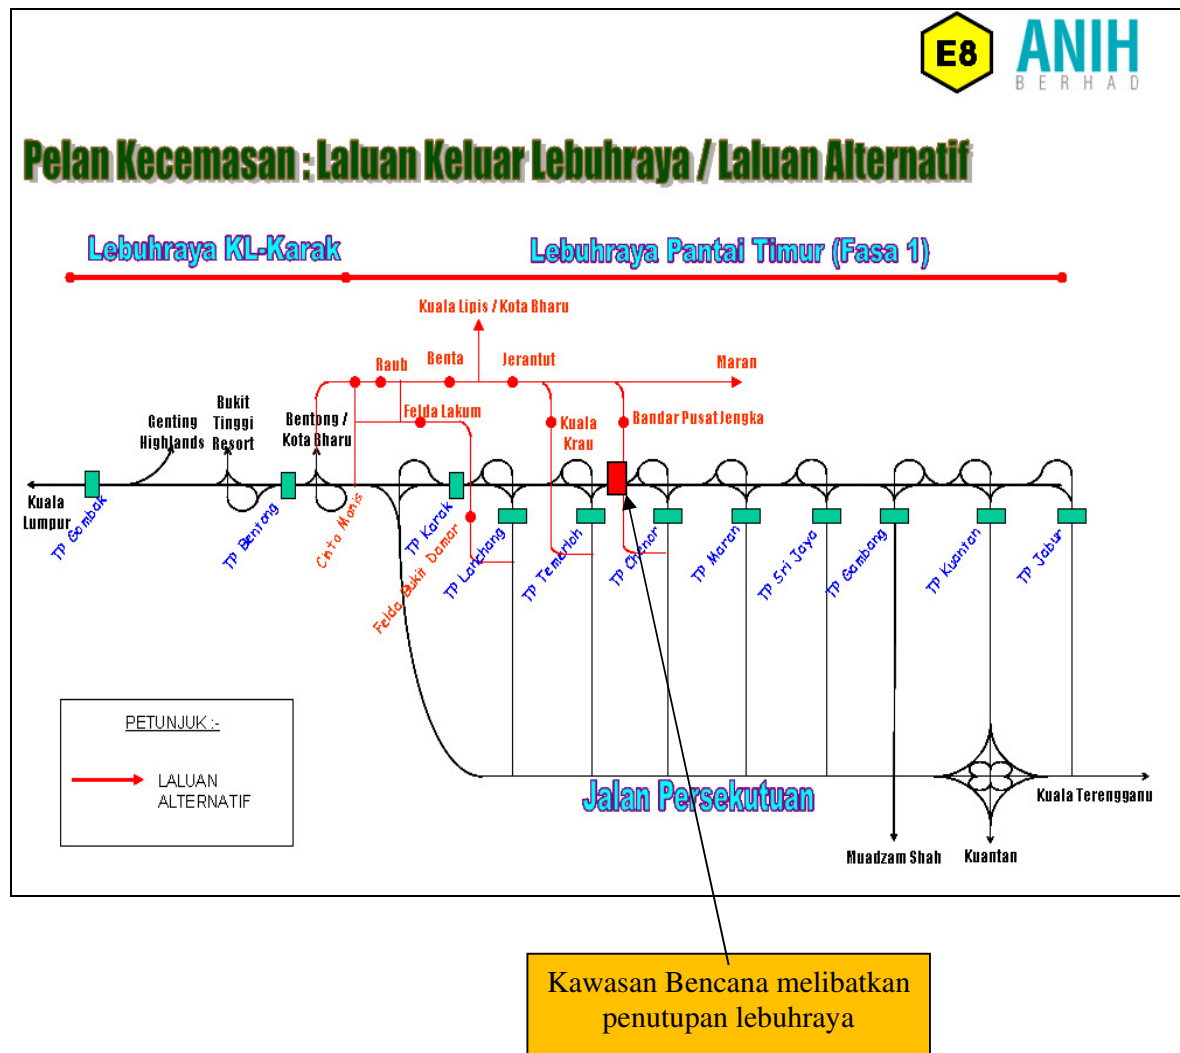 E8
ANIH
BERHAD
Pelan Kecemasan : Laluan Keluar Lebuhraya / Laluan Alternatif
Lebuhraya KL-Karak
Lebuhraya Pantai Timur (Fasa 1)
Kuala Lipis / Kota Bharu
Raub
Benta
Jerantut
Maran
Genting
Highlands
Bukit
Tinggi
Resort
Bentong /
Kota Bharu
Felda Lakum
Kuala
Krau
Bandar Pusat Jengka
Kuala
Lumpur
TP Gombak
TP Bentong
Cinta Manis
TP Karak
Felda Bukit Damar
TP Lanchang
TP Temerloh
TP Chenor
TP Maran
TP Sri Jaya
TP Gambang
TP Kuantan
TP Jabur
PETUNJUK :-
LALUAN
ALTERNATIF
Jalan Persekutuan
Kuala Terengganu
Muadzam Shah
Kuantan
Kawasan Bencana melibatkan
penutupan lebuhraya